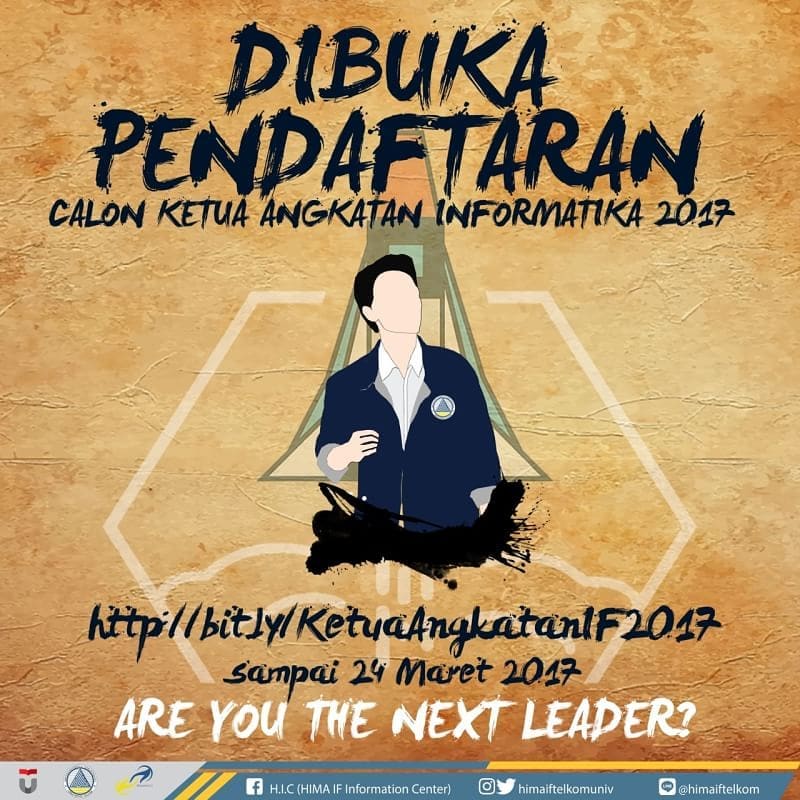 DIBUKA
PENDAFTARAN
CALON KETUA ANGKATAN INFORMATIKA 2017
http://bit.ly/KetuaAngkatanIF2017
sampai 24 Maret 2017
ARE YOU THE NEXT LEADER?
H.I.C (HIMA IF Information Center) himaiftelkomuniv @himaiftelkom